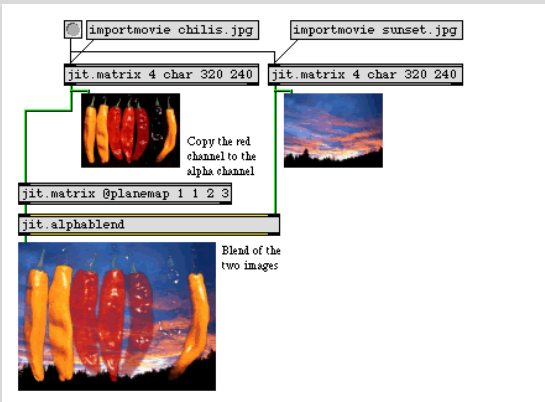 importmovie chilis.jpg
importmovie sunset.jpg
jit.matrix 4 char 320 240
jit.matrix 4 char 320 240
Copy the red
channel to the
alpha channel
jit.matrix @planemap 1 1 2 3
jit.alphablend
Blend of the
two images